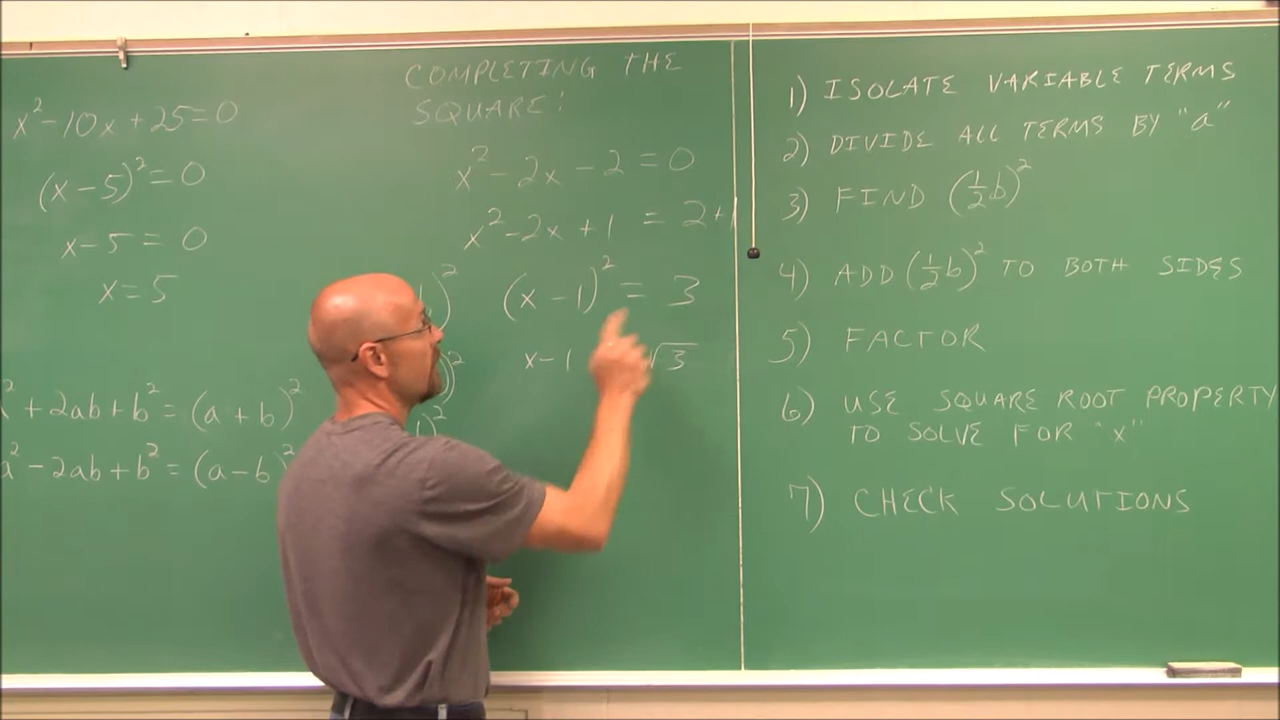 x² - 10x + 25 = 0
(x - 5)² = 0
x - 5 = 0
x = 5
+ 2ab + b² = (a + b)²
a² - 2ab + b² = (a - b)²
COMPLETING THE
SQUARE!
x² - 2x - 2 = 0
x² - 2x + 1 = 2 + 1
(x - 1)² = 3
x - 1 √3
1) ISOLATE VARIABLE TERMS
2) DIVIDE ALL TERMS BY "a"
3) FIND (½b)²
4) ADD (½b)² TO BOTH SIDES
5) FACTOR
6) USE SQUARE ROOT PROPERTY
TO SOLVE FOR "x"
7) CHECK SOLUTIONS